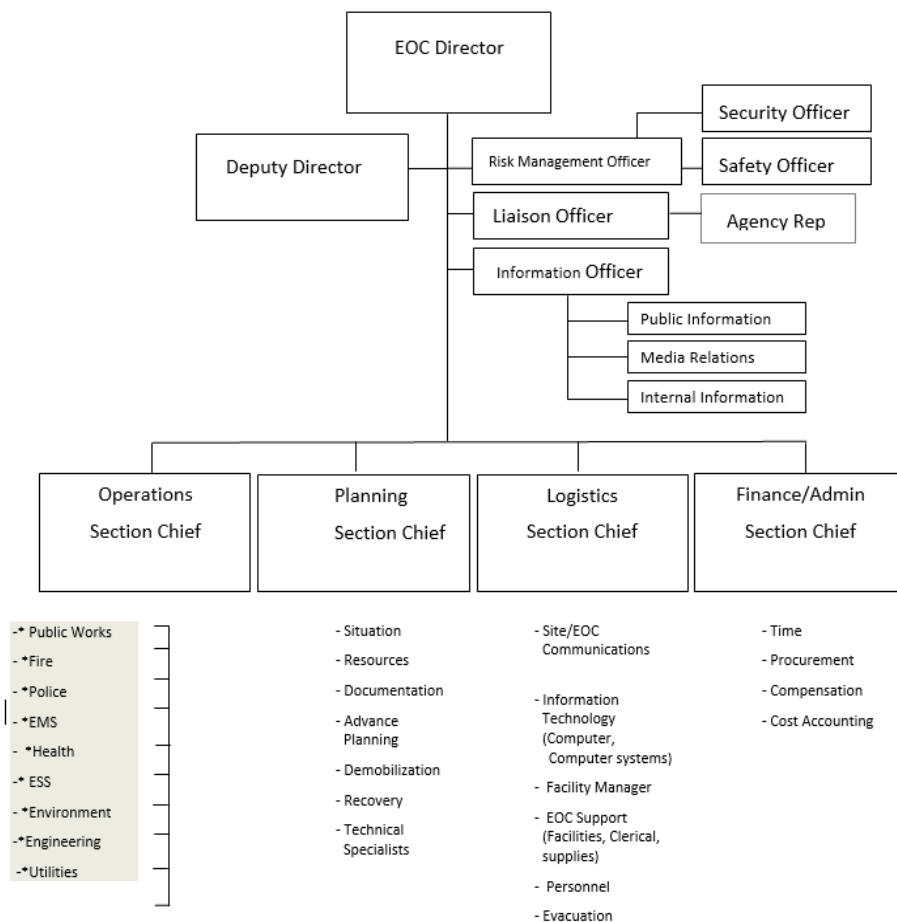 EOC Director
Security Officer
Deputy Director
Risk Management Officer
Safety Officer
Liaison Officer
Agency Rep
Information Officer
Public Information
Media Relations
Internal Information
Operations
Section Chief
Planning
Section Chief
Logistics
Section Chief
Finance/Admin
Section Chief
-* Public Works
- *Fire
- *Police
- *EMS
- *Health
-* ESS
- *Environment
-*Engineering
-*Utilities
- Situation
- Resources
- Documentation
- Advance
Planning
- Demobilization
- Recovery
- Technical
Specialists
- Site/EOC
Communications
- Information
Technology
(Computer,
Computer systems)
- Facility Manager
- EOC Support
(Facilities, Clerical,
supplies)
- Personnel
- Evacuation
- Time
- Procurement
- Compensation
- Cost Accounting